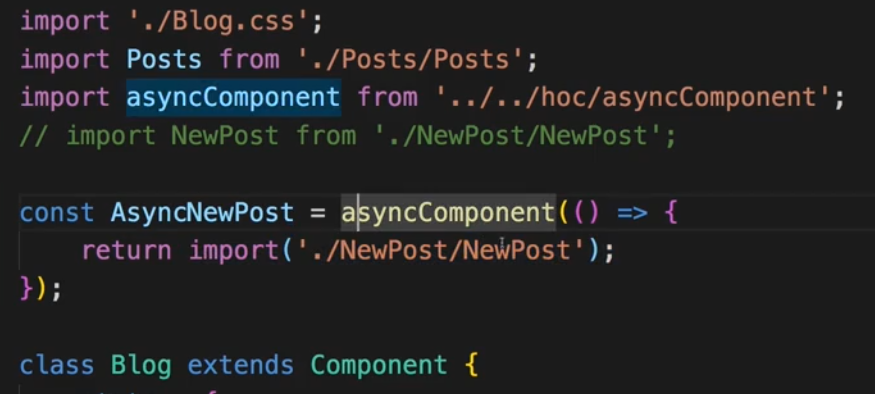 import './Blog.css';
import Posts from './Posts/Posts';
import asyncComponent from '../../hoc/asyncComponent';
// import NewPost from './NewPost/NewPost';
const AsyncNewPost = asyncComponent(() => {
    return import('./NewPost/NewPost');
});
class Blog extends Component {